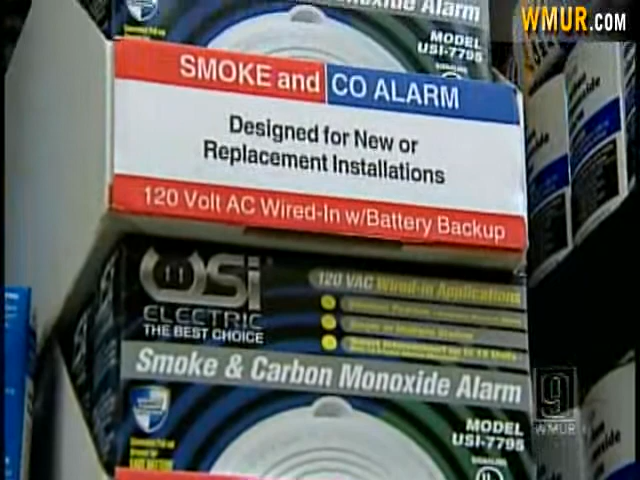 WMUR.COM
Monoxide Alarm
MODEL
USI-7795
SMOKE and CO ALARM
Designed for New or
Replacement Installations
120 Volt AC Wired-In w/Battery Backup
USi
ELECTRIC
THE BEST CHOICE
120 VAC Wired-in Applications
Smoke & Carbon Monoxide Alarm
MODEL
USI-7795
9
WMUR